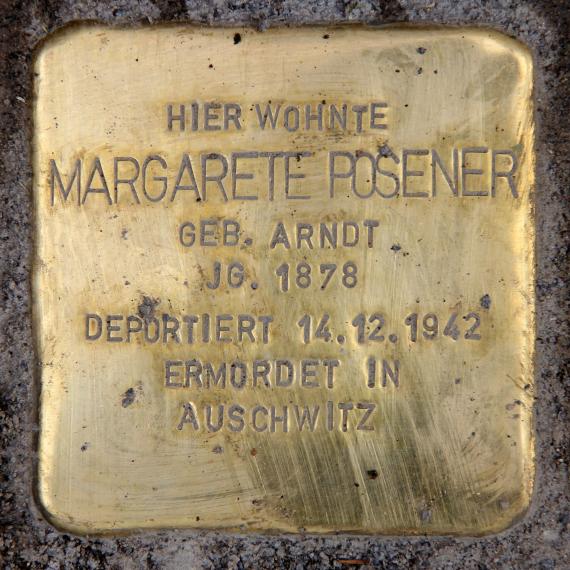 HIER WOHNTE
MARGARETE POSENER
GEB. ARNDT
JG. 1878
DEPORTIERT 14.12.1942
ERMORDET IN
AUSCHWITZ